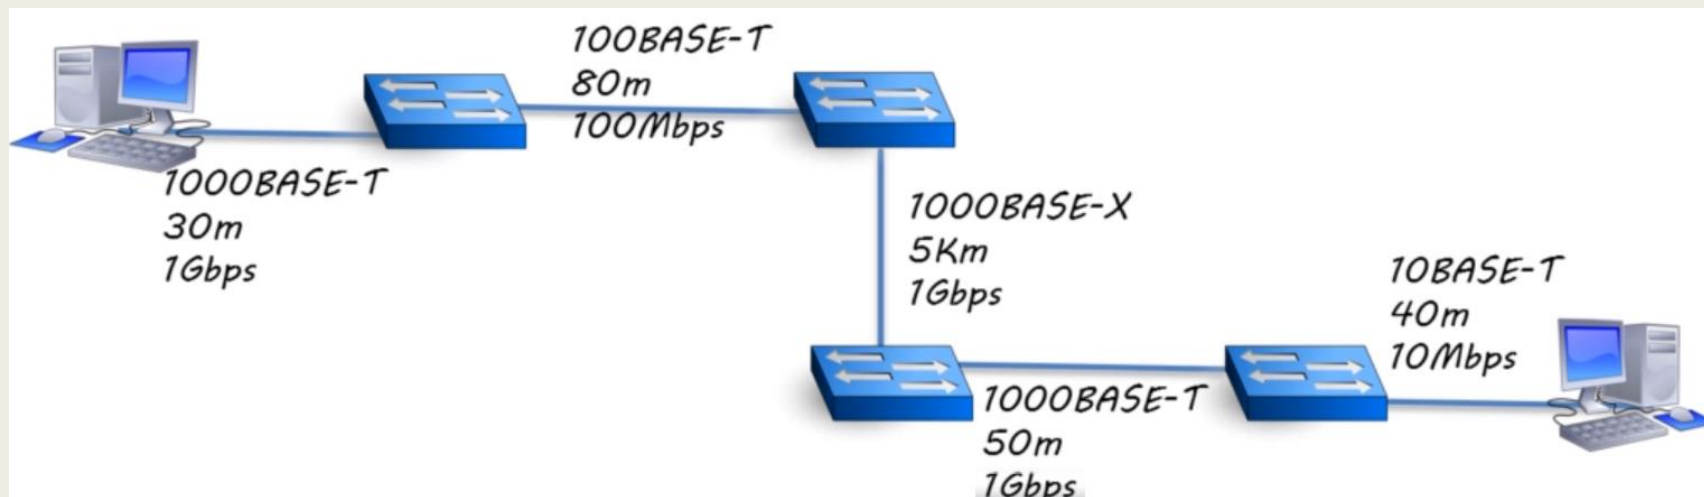 100BASE-T
80m
100Mbps
1000BASE-T
30m
1Gbps
1000BASE-X
5Km
1Gbps
10BASE-T
40m
10Mbps
1000BASE-T
50m
1Gbps